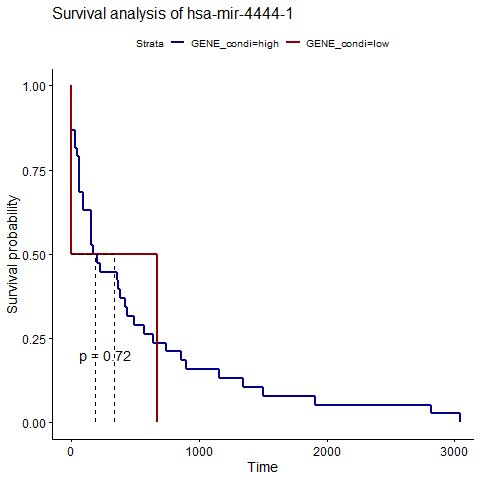 Survival analysis of hsa-mir-4444-1
Strata GENE_condi=high GENE_condi=low
Survival probability
1.00
0.75
0.50
0.25
0.00
p = 0.72
0 1000 2000 3000
Time